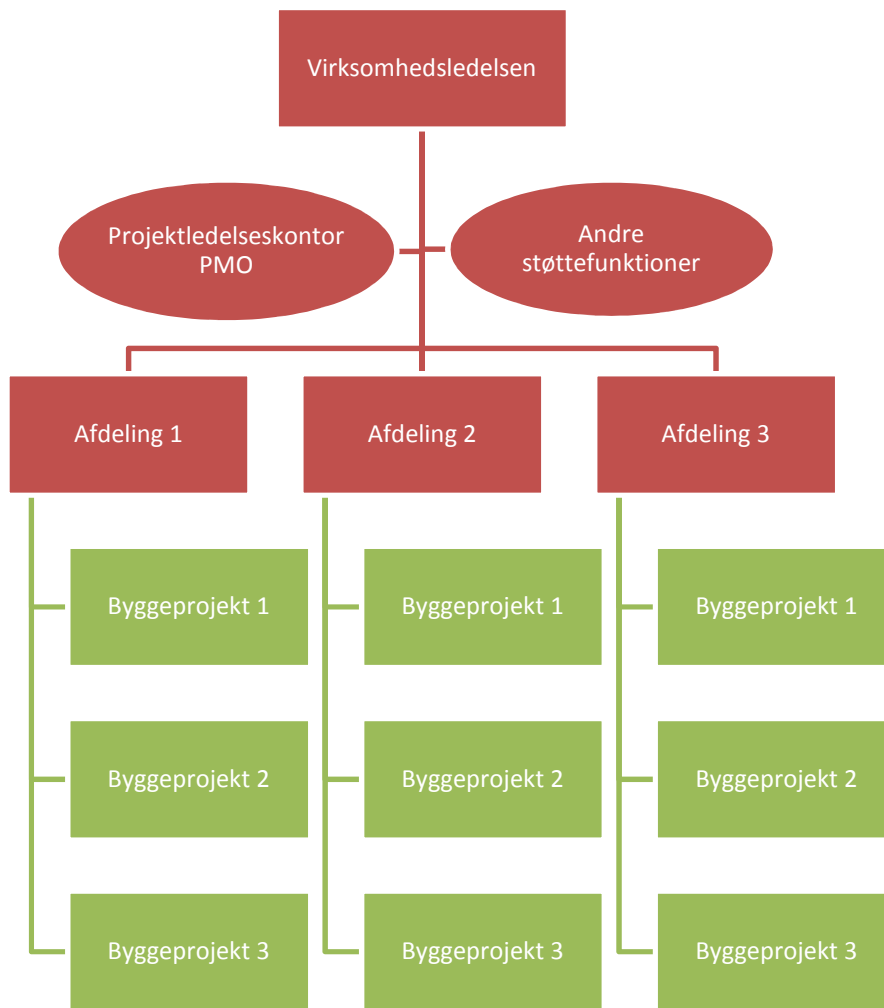 Virksomhedsledelsen
Projektledelseskontor
PMO
Andre
støttefunktioner
Afdeling 1
Afdeling 2
Afdeling 3
Byggeprojekt 1
Byggeprojekt 1
Byggeprojekt 1
Byggeprojekt 2
Byggeprojekt 2
Byggeprojekt 2
Byggeprojekt 3
Byggeprojekt 3
Byggeprojekt 3